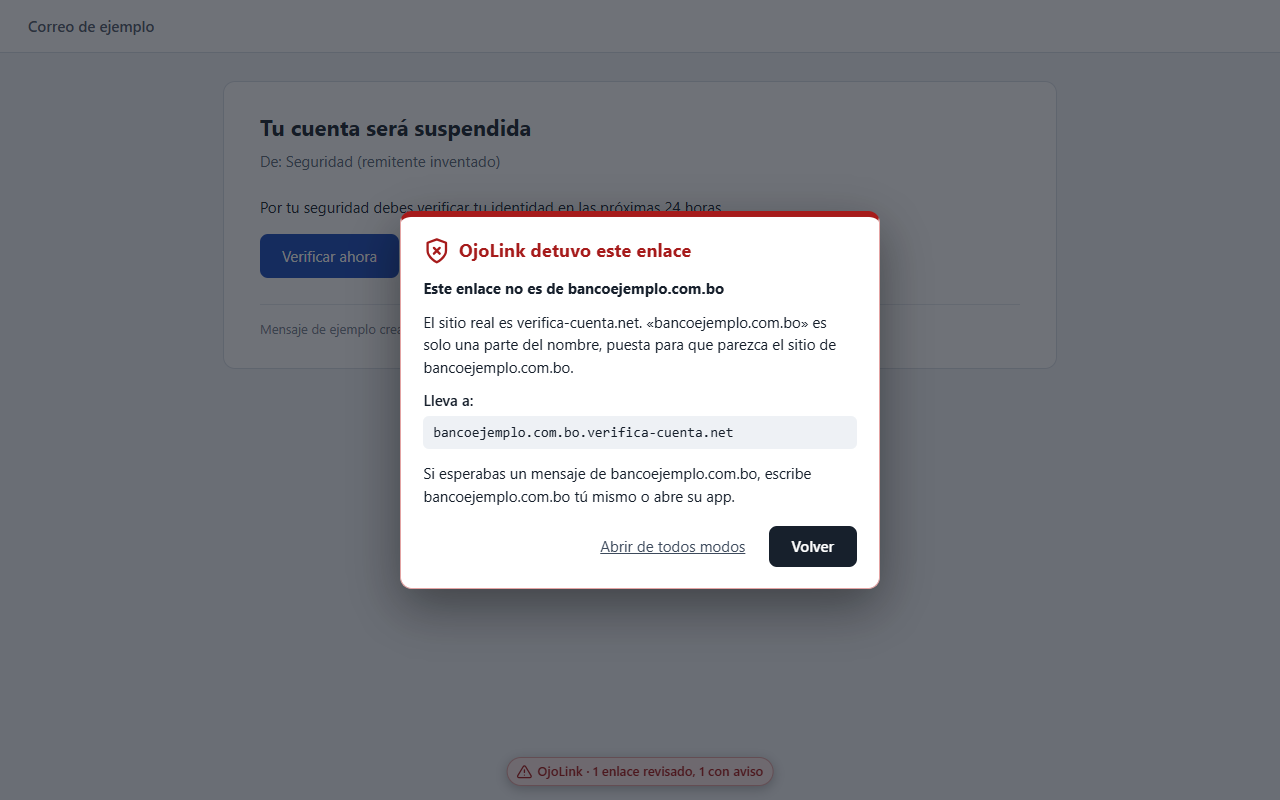 Correo de ejemplo
Tu cuenta será suspendida
De: Seguridad (remitente inventado)
Por tu seguridad debes verificar tu identidad en las próximas 24 horas
Verificar ahora
Mensaje de ejemplo
OjoLink detuvo este enlace
Este enlace no es de bancoejemplo.com.bo
El sitio real es verifica-cuenta.net. «bancoejemplo.com.bo» es
solo una parte del nombre, puesta para que parezca el sitio de
bancoejemplo.com.bo.
Lleva a:
bancoejemplo.com.bo.verifica-cuenta.net
Si esperabas un mensaje de bancoejemplo.com.bo, escribe
bancoejemplo.com.bo tú mismo o abre su app.
Abrir de todos modos
Volver
OjoLink · 1 enlace revisado, 1 con aviso